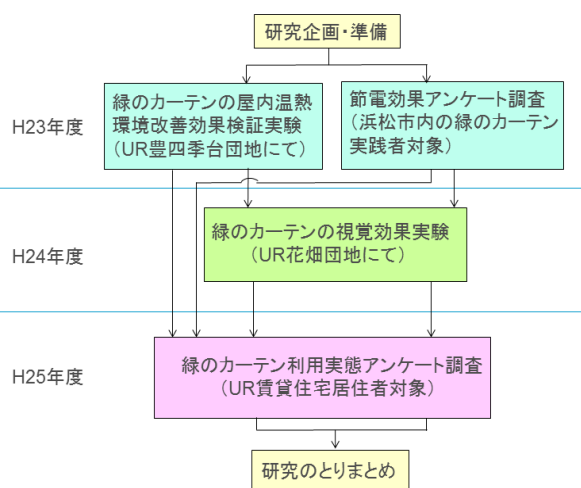 研究企画・準備
H23年度
緑のカーテンの屋内温熱
環境改善効果検証実験
(UR豊四季台団地にて)
節電効果アンケート調査
(浜松市内の緑のカーテン
実践者対象)
H24年度
緑のカーテンの視覚効果実験
(UR花畑団地にて)
H25年度
緑のカーテン利用実態アンケート調査
(UR賃貸住宅居住者対象)
研究のとりまとめ